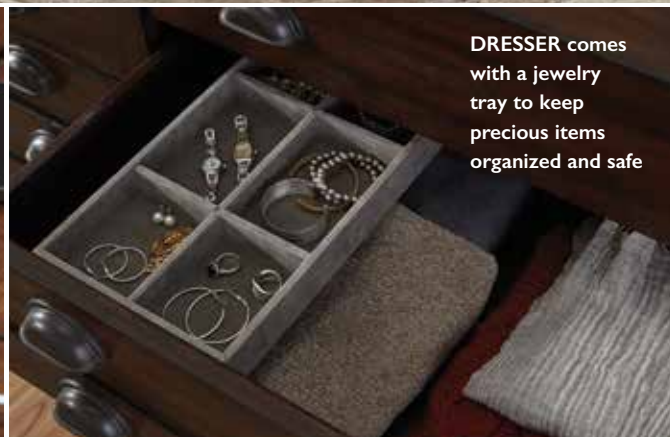 DRESSER comes
with a jewelry
tray to keep
precious items
organized and safe